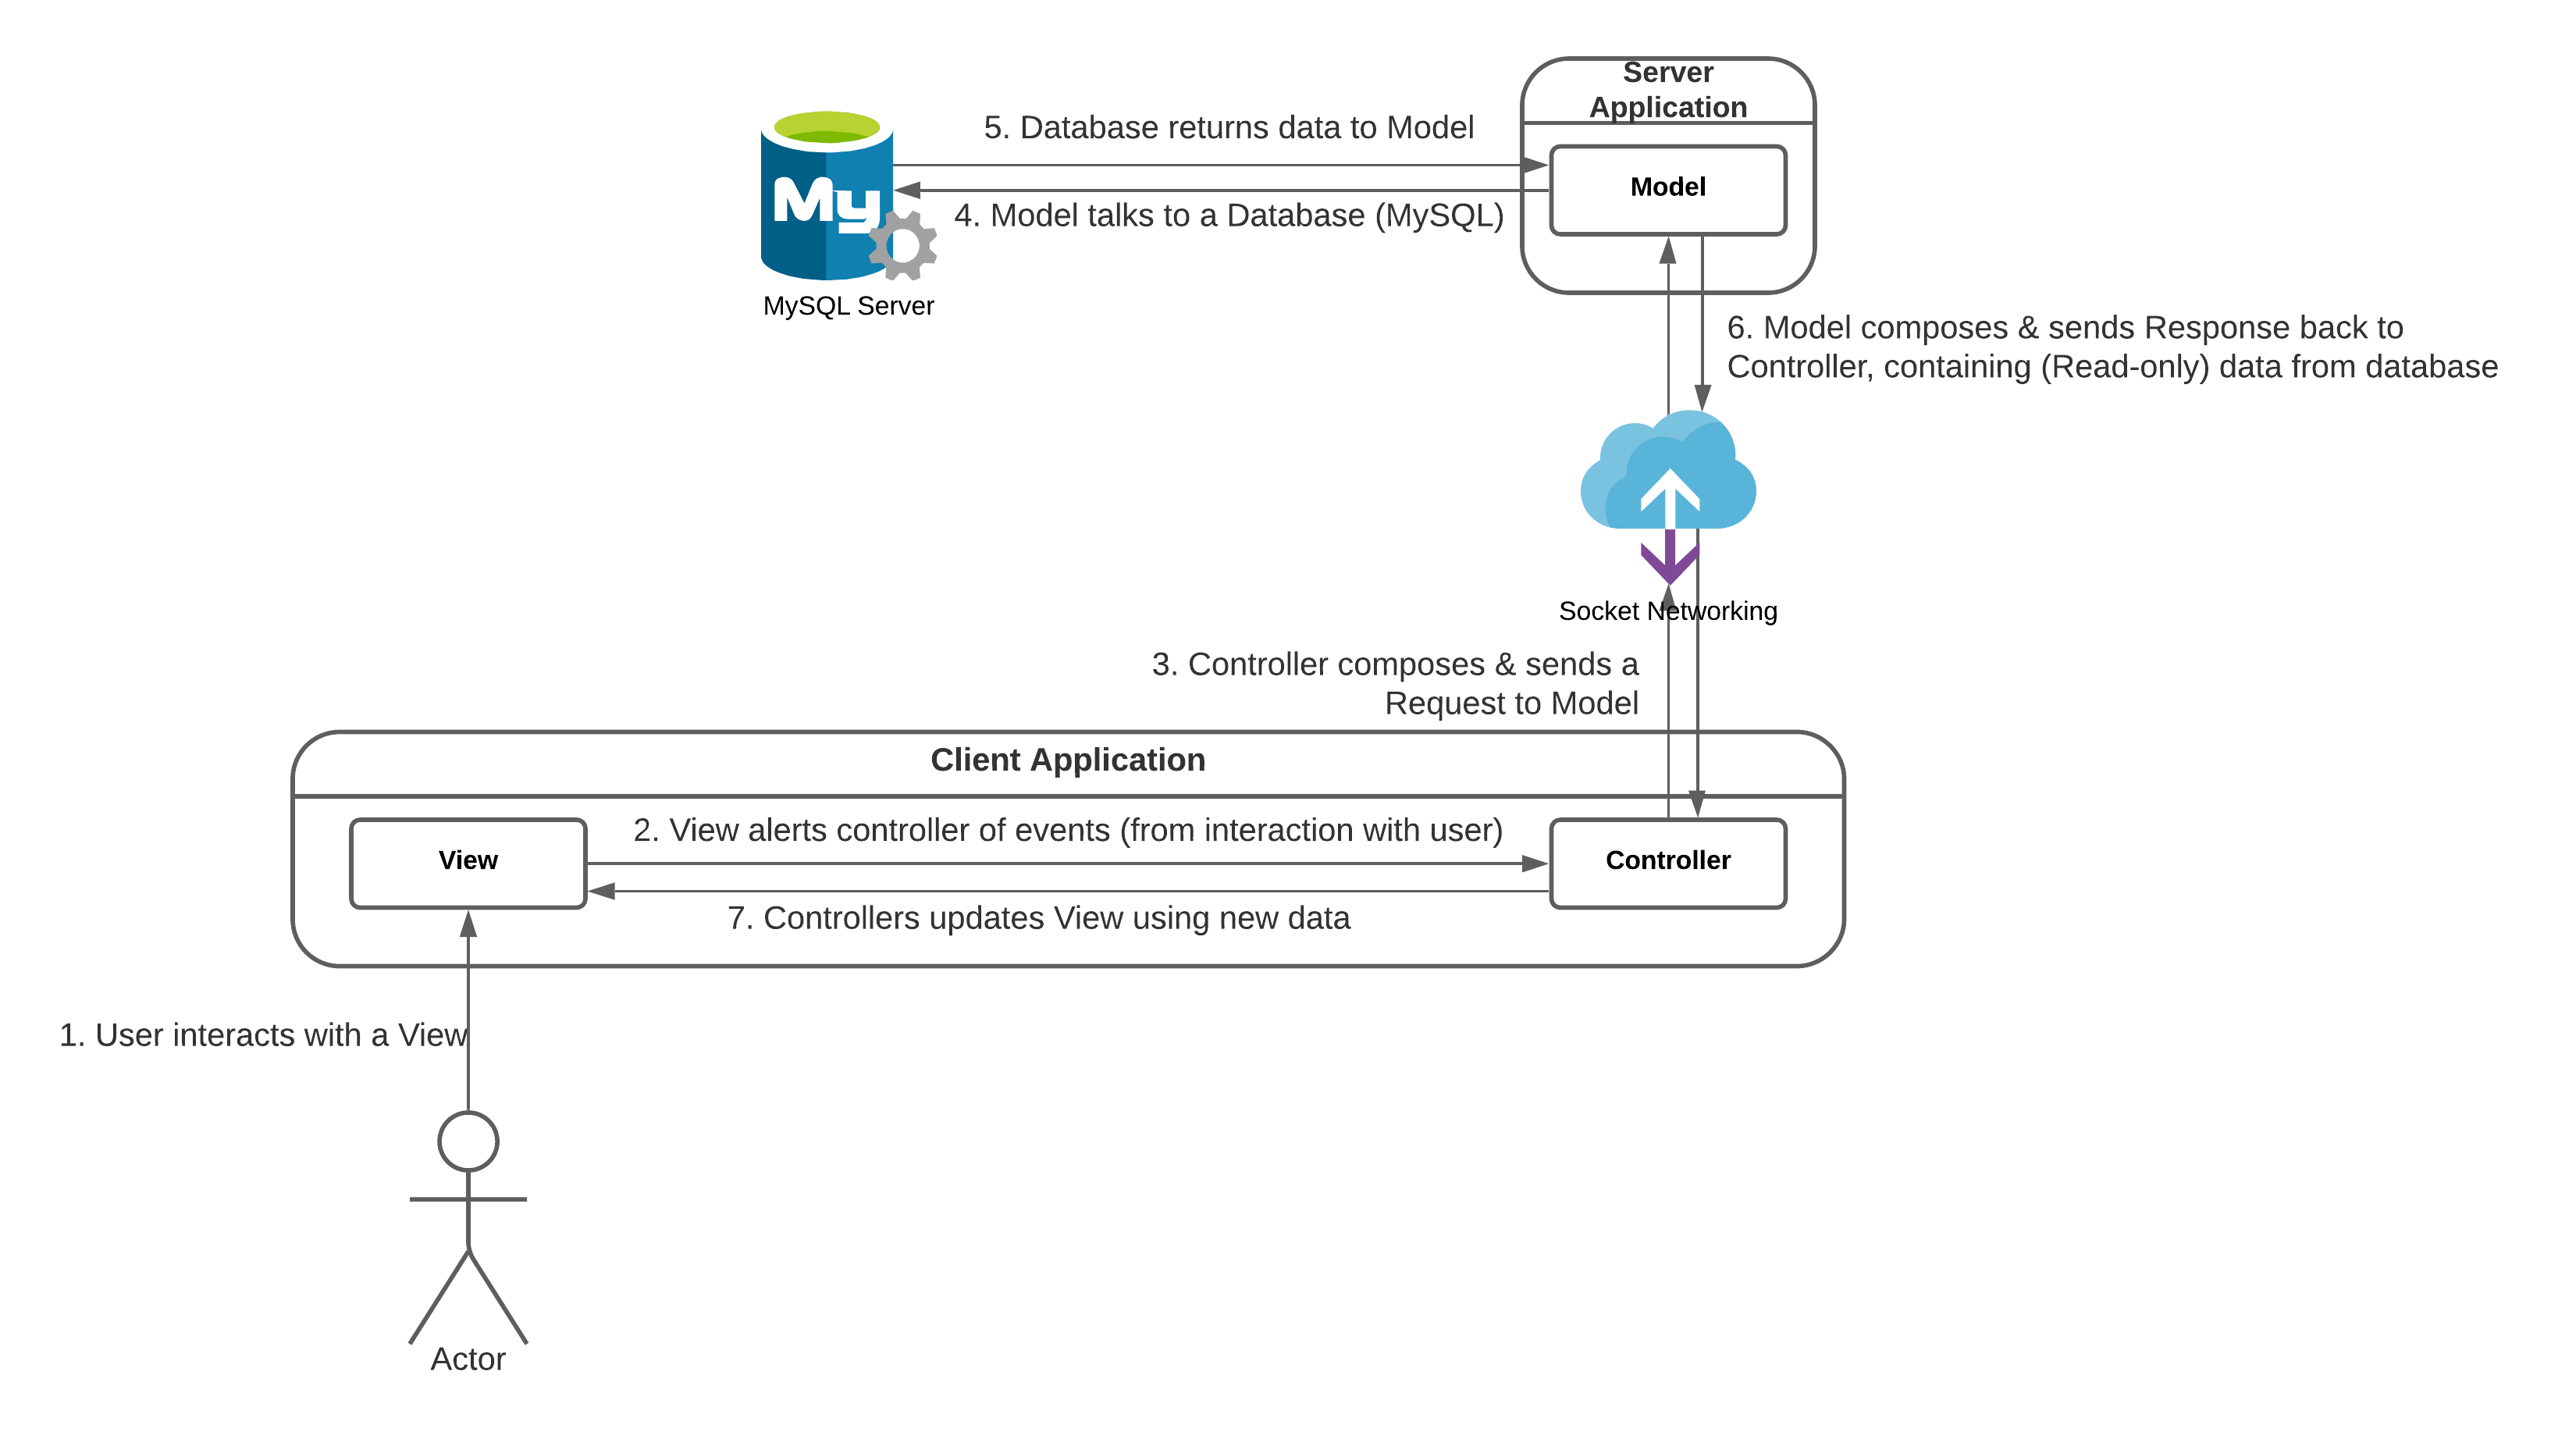 Server
Application
5. Database returns data to Model
Model
My
4. Model talks to a Database (MySQL)
MySQL Server
6. Model composes & sends Response back to
Controller, containing (Read-only) data from database
Socket Networking
3. Controller composes & sends a
Request to Model
Client Application
2. View alerts controller of events (from interaction with user)
View
Controller
7. Controllers updates View using new data
1. User interacts with a View
Actor